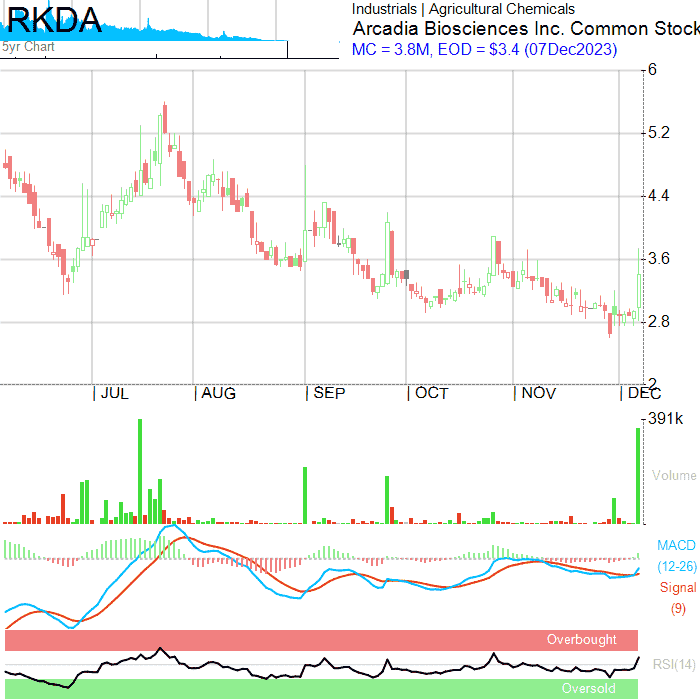 RKDA
5yr Chart
Industrials | Agricultural Chemicals
Arcadia Biosciences Inc. Common Stock
MC = 3.8M, EOD = $3.4 (07Dec2023)
6
5.2
4.4
3.6
2.8
2
JUL AUG SEP OCT NOV DEC
391k
Volume
MACD
(12-26)
Signal
(9)
Overbought
RSI(14)
Oversold